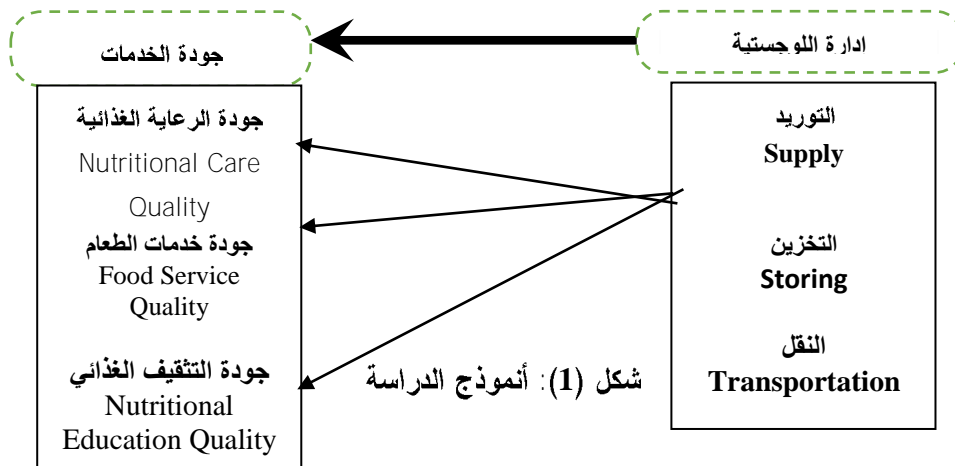 ادارة اللوجستية
التوريد
Supply
التخزين
Storing
النقل
Transportation
جودة الخدمات
جودة الرعاية الغذائية
Nutritional Care
Quality
جودة خدمات الطعام
Food Service
Quality
جودة التثقيف الغذائي
Nutritional
Education Quality
شكل (1): أنموذج الدراسة